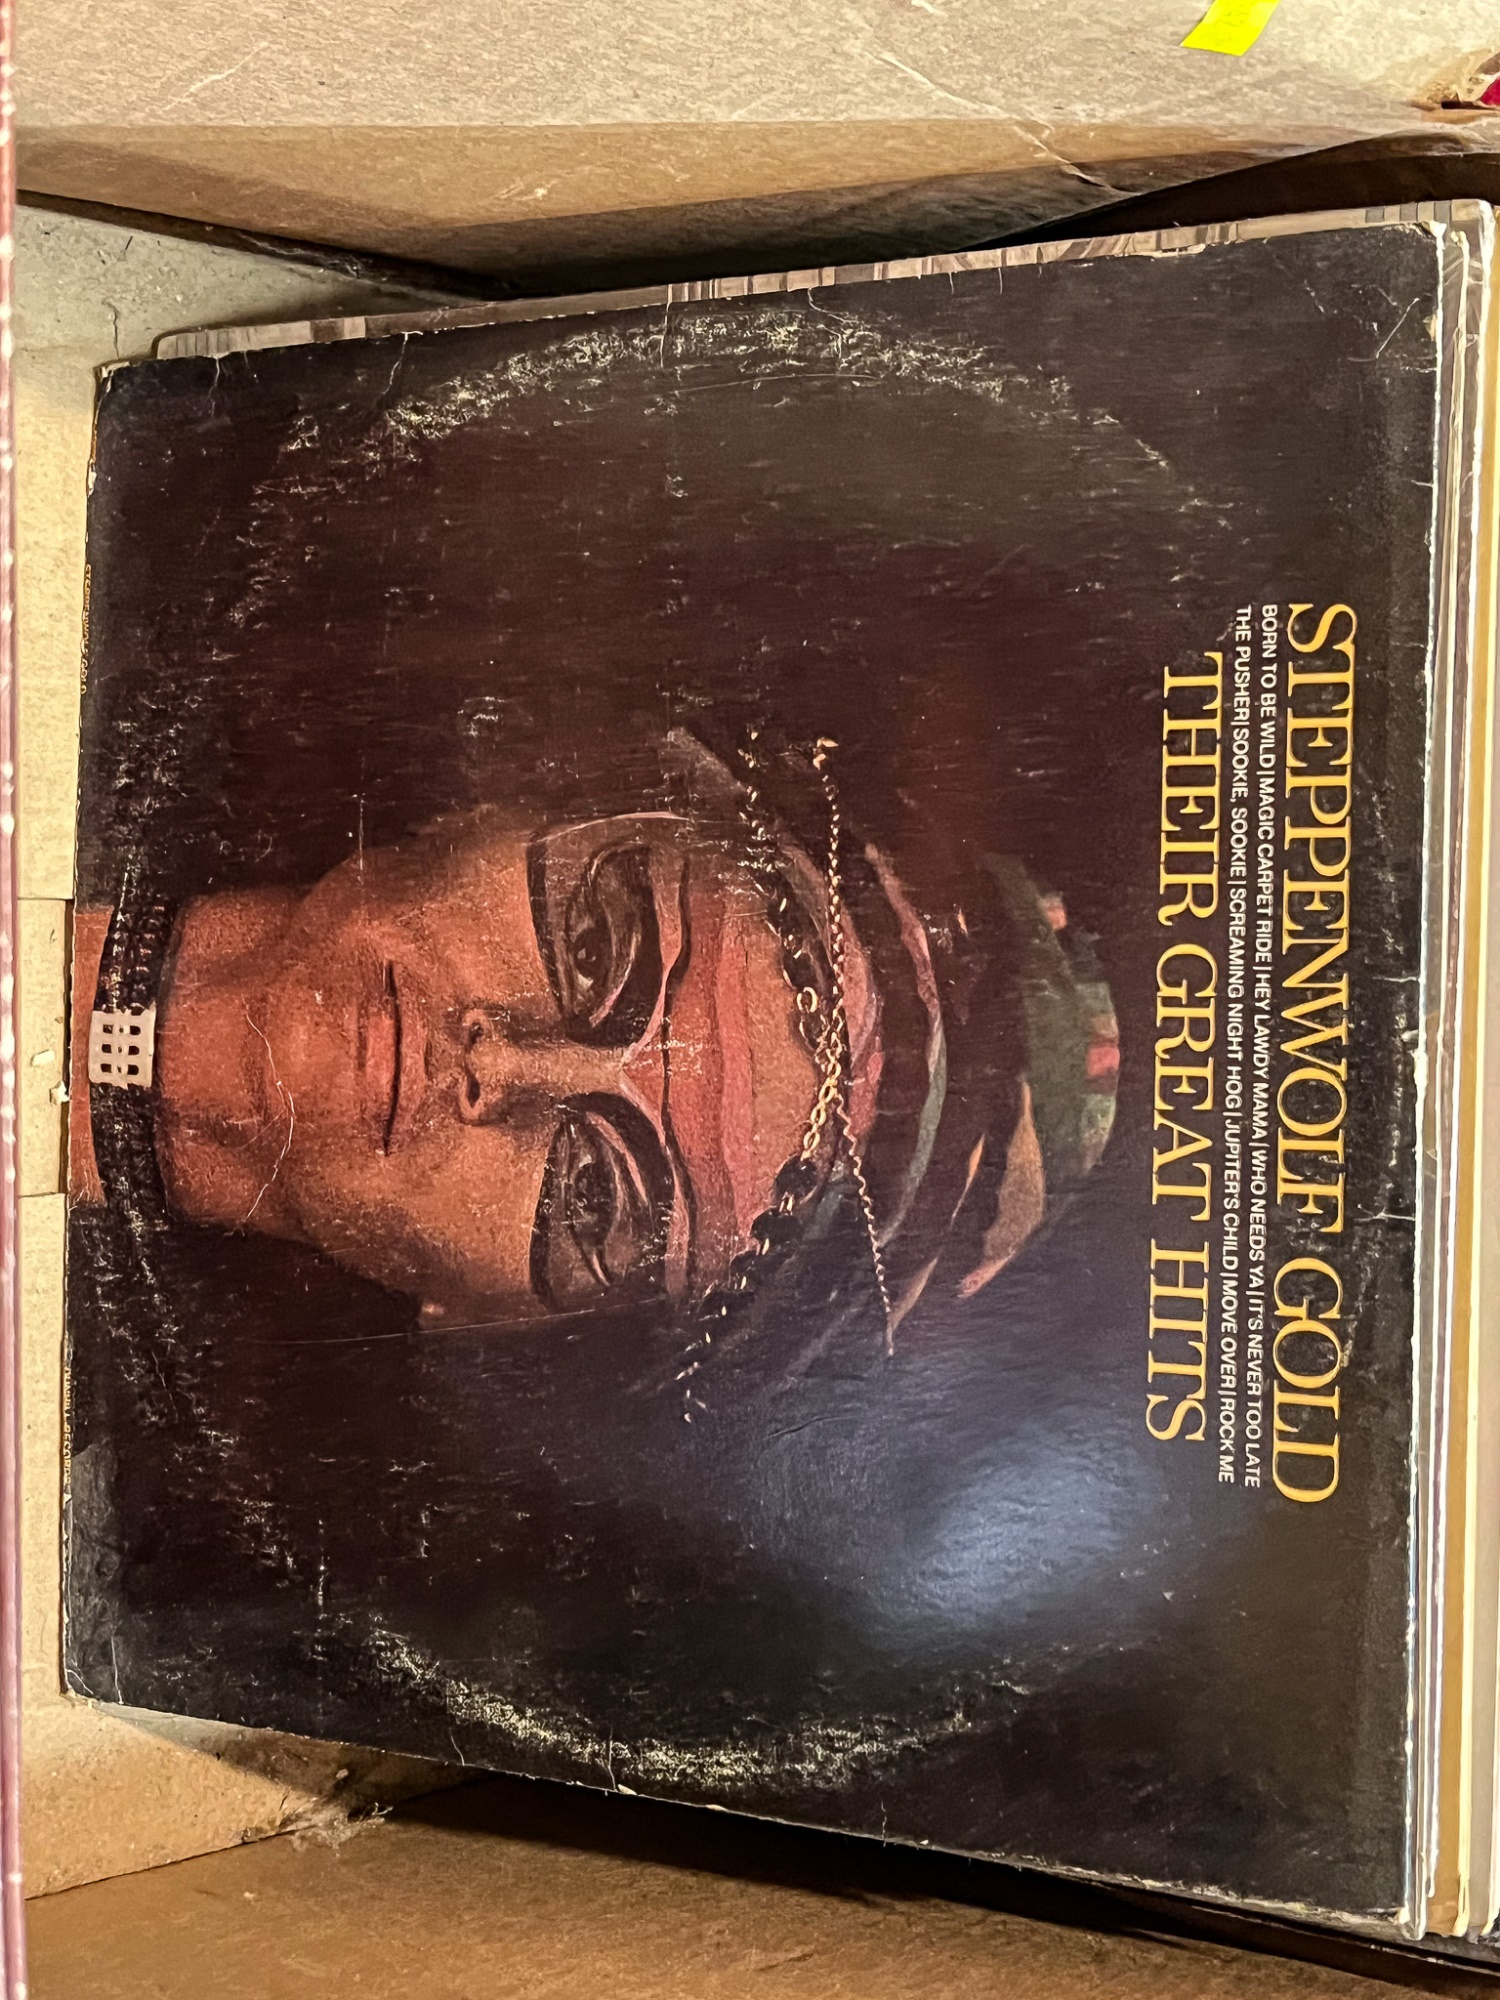 STEPPENWOLF GOLD
BORN TO BE WILD|MAGIC CARPET RIDE|HEY LAWDY MAMA|WHO NEEDS YA|IT'S NEVER TOO LATE
THE PUSHER|SOOKIE, SOOKIE|SCREAMING NIGHT HOG|JUPITER'S CHILD|MOVE OVER|ROCK ME
THEIR GREAT HITS